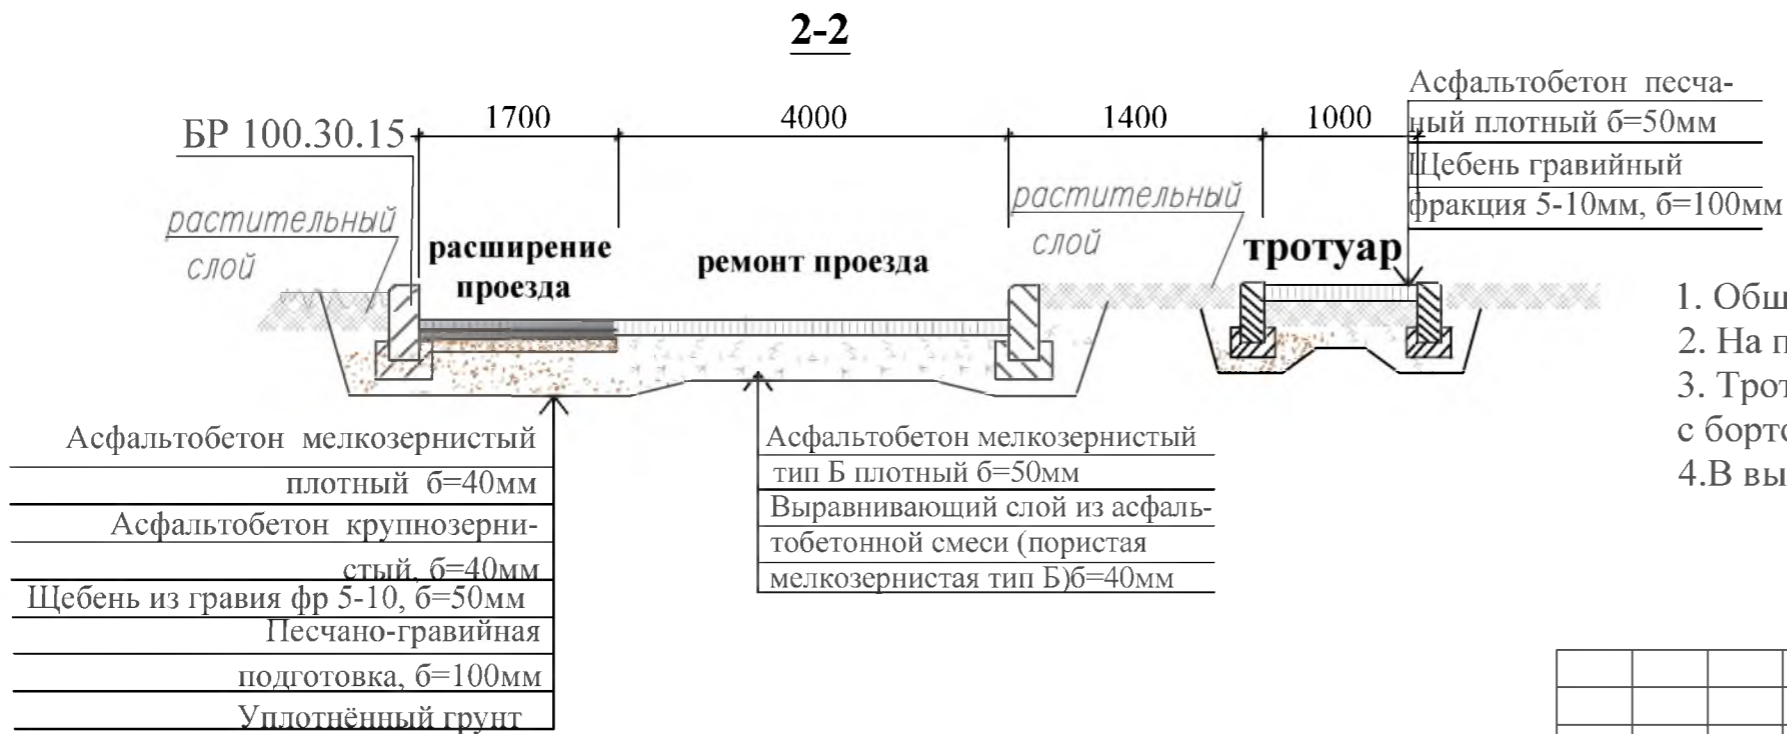 2-2
1700
4000
1400
1000
БР 100.30.15
Асфальтобетон песча-
ный плотный б=50мм
Щебень гравийный
фракция 5-10мм, б=100мм
растительный
слой
расширение
проезда
ремонт проезда
растительный
слой
тротуар
1. Общ
2. На п
3. Трот
с борто
4.В вы
Асфальтобетон мелкозернистый
плотный б=40мм
Асфальтобетон крупнозерни-
стый, б=40мм
Щебень из гравия фр 5-10, б=50мм
Песчано-гравийная
подготовка, б=100мм
Уплотнённый грунт
Асфальтобетон мелкозернистый
тип Б плотный б=50мм
Выравнивающий слой из асфаль-
тобетонной смеси (пористая
мелкозернистая тип Б)б=40мм